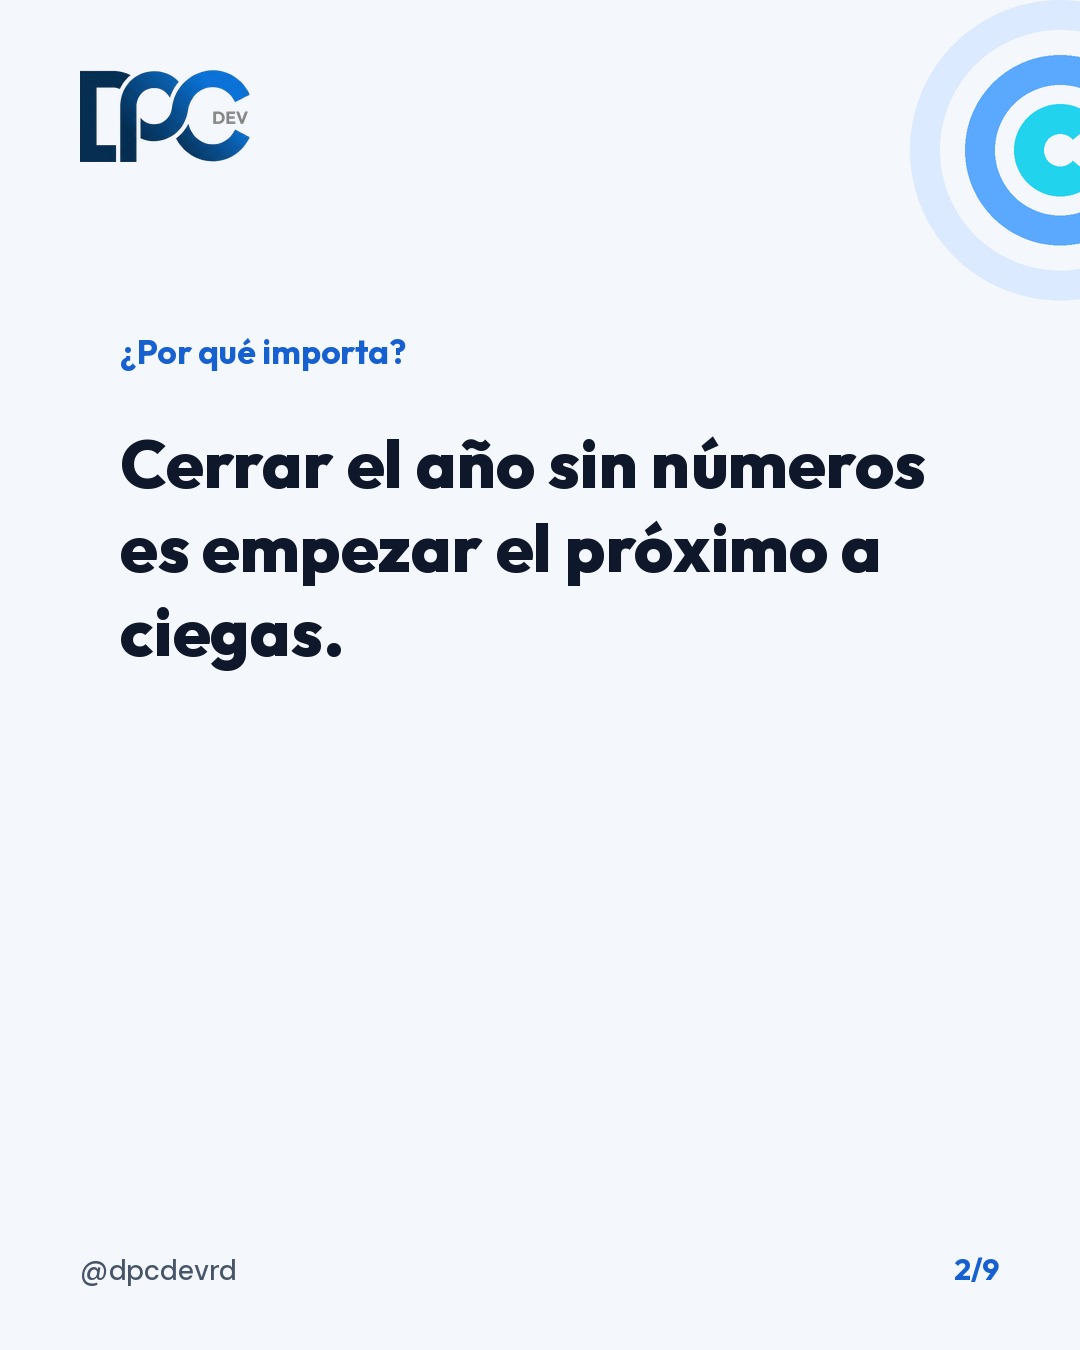 DPC
DEV
¿Por qué importa?
Cerrar el año sin números
es empezar el próximo a
ciegas.
@dpcdevrd
2/9